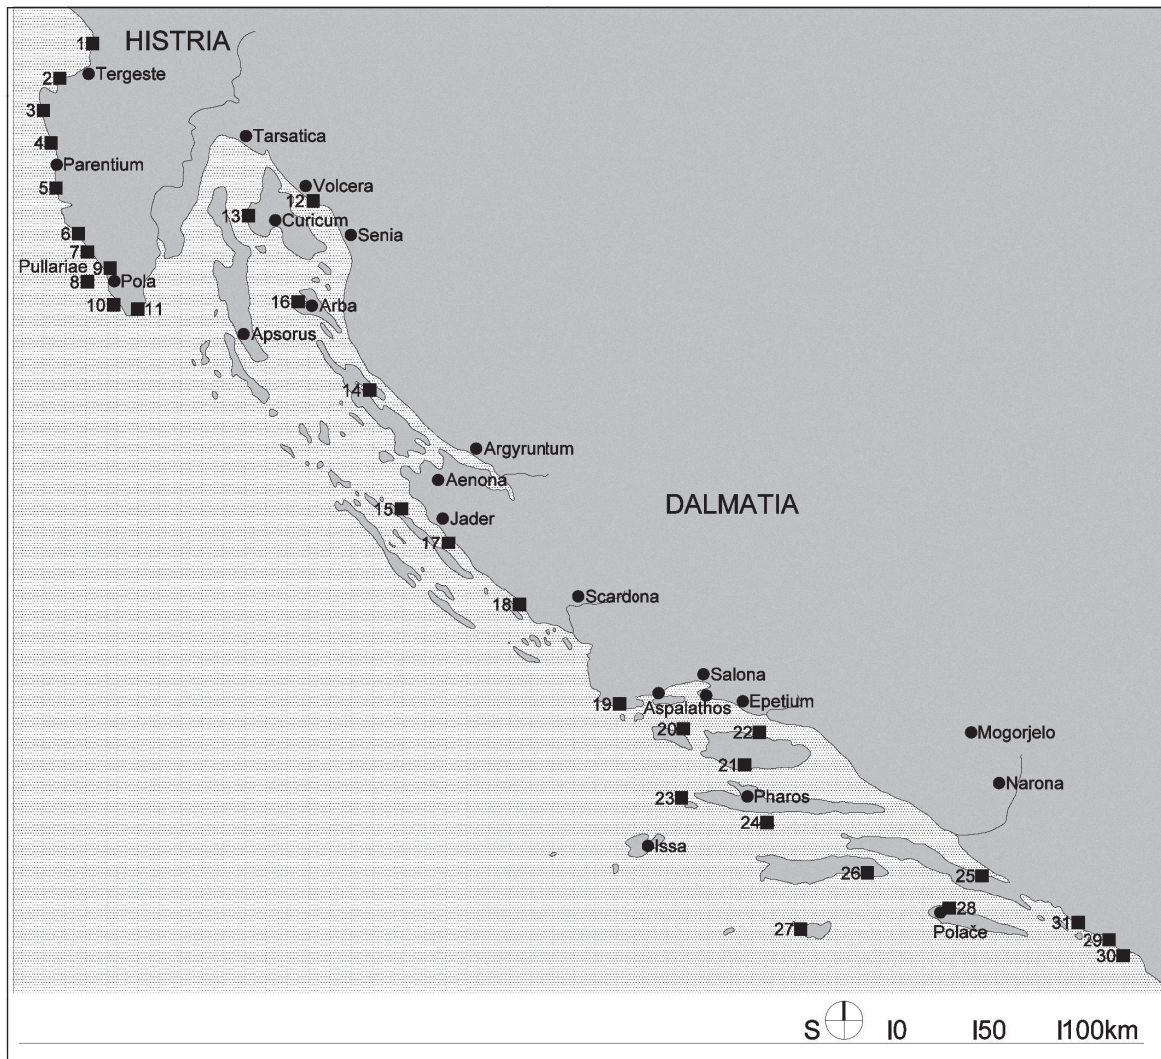 HISTRIA
1
Tergeste
2
3
4
Parentium
5
6
7
Pullariae
8
9
Pola
10
11
Tarsatica
Volcera
12
13
Curicum
Senia
16
Arba
Apsorus
14
Argyruntum
Aenona
15
Jader
17
DALMATIA
18
Scardona
Salona
19
Aspalathos
Epetium
20
22
Mogorjelo
21
Narona
23
Pharos
24
Issa
26
25
28
Polače
27
31
29
30
S I0 I50 I100km